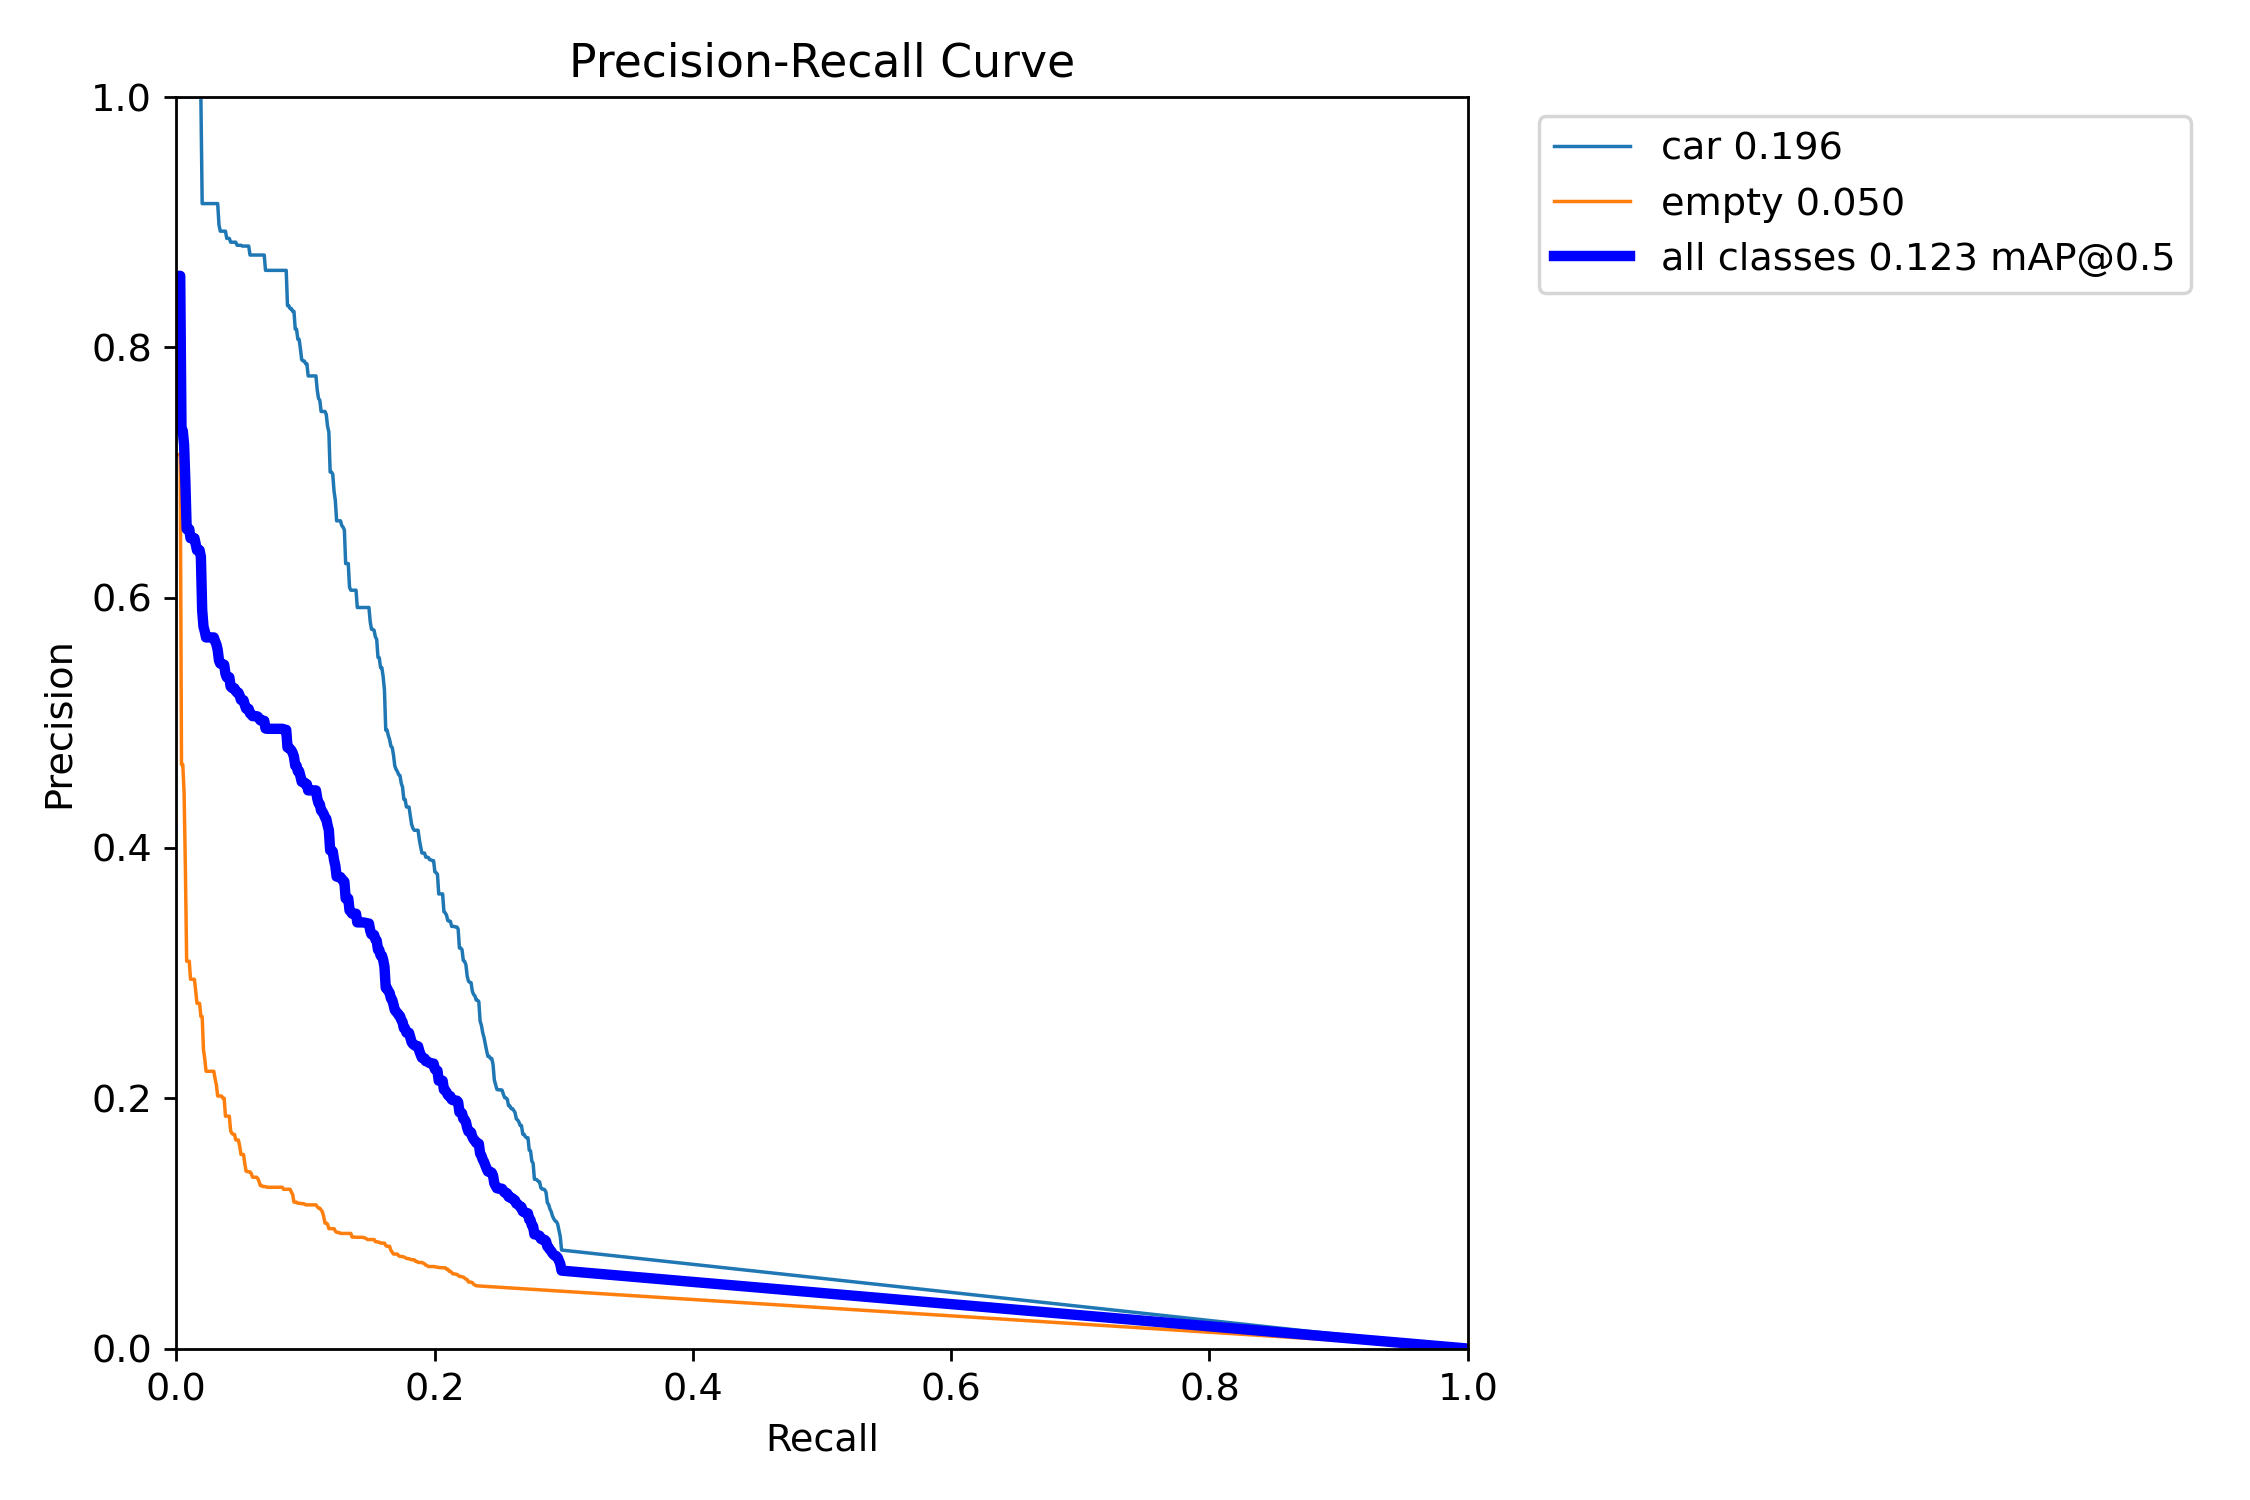 Precision-Recall Curve
car 0.196
empty 0.050
all classes 0.123 mAP@0.5
1.0
0.8
0.6
0.4
0.2
0.0
Precision
0.0 0.2 0.4 0.6 0.8 1.0
Recall